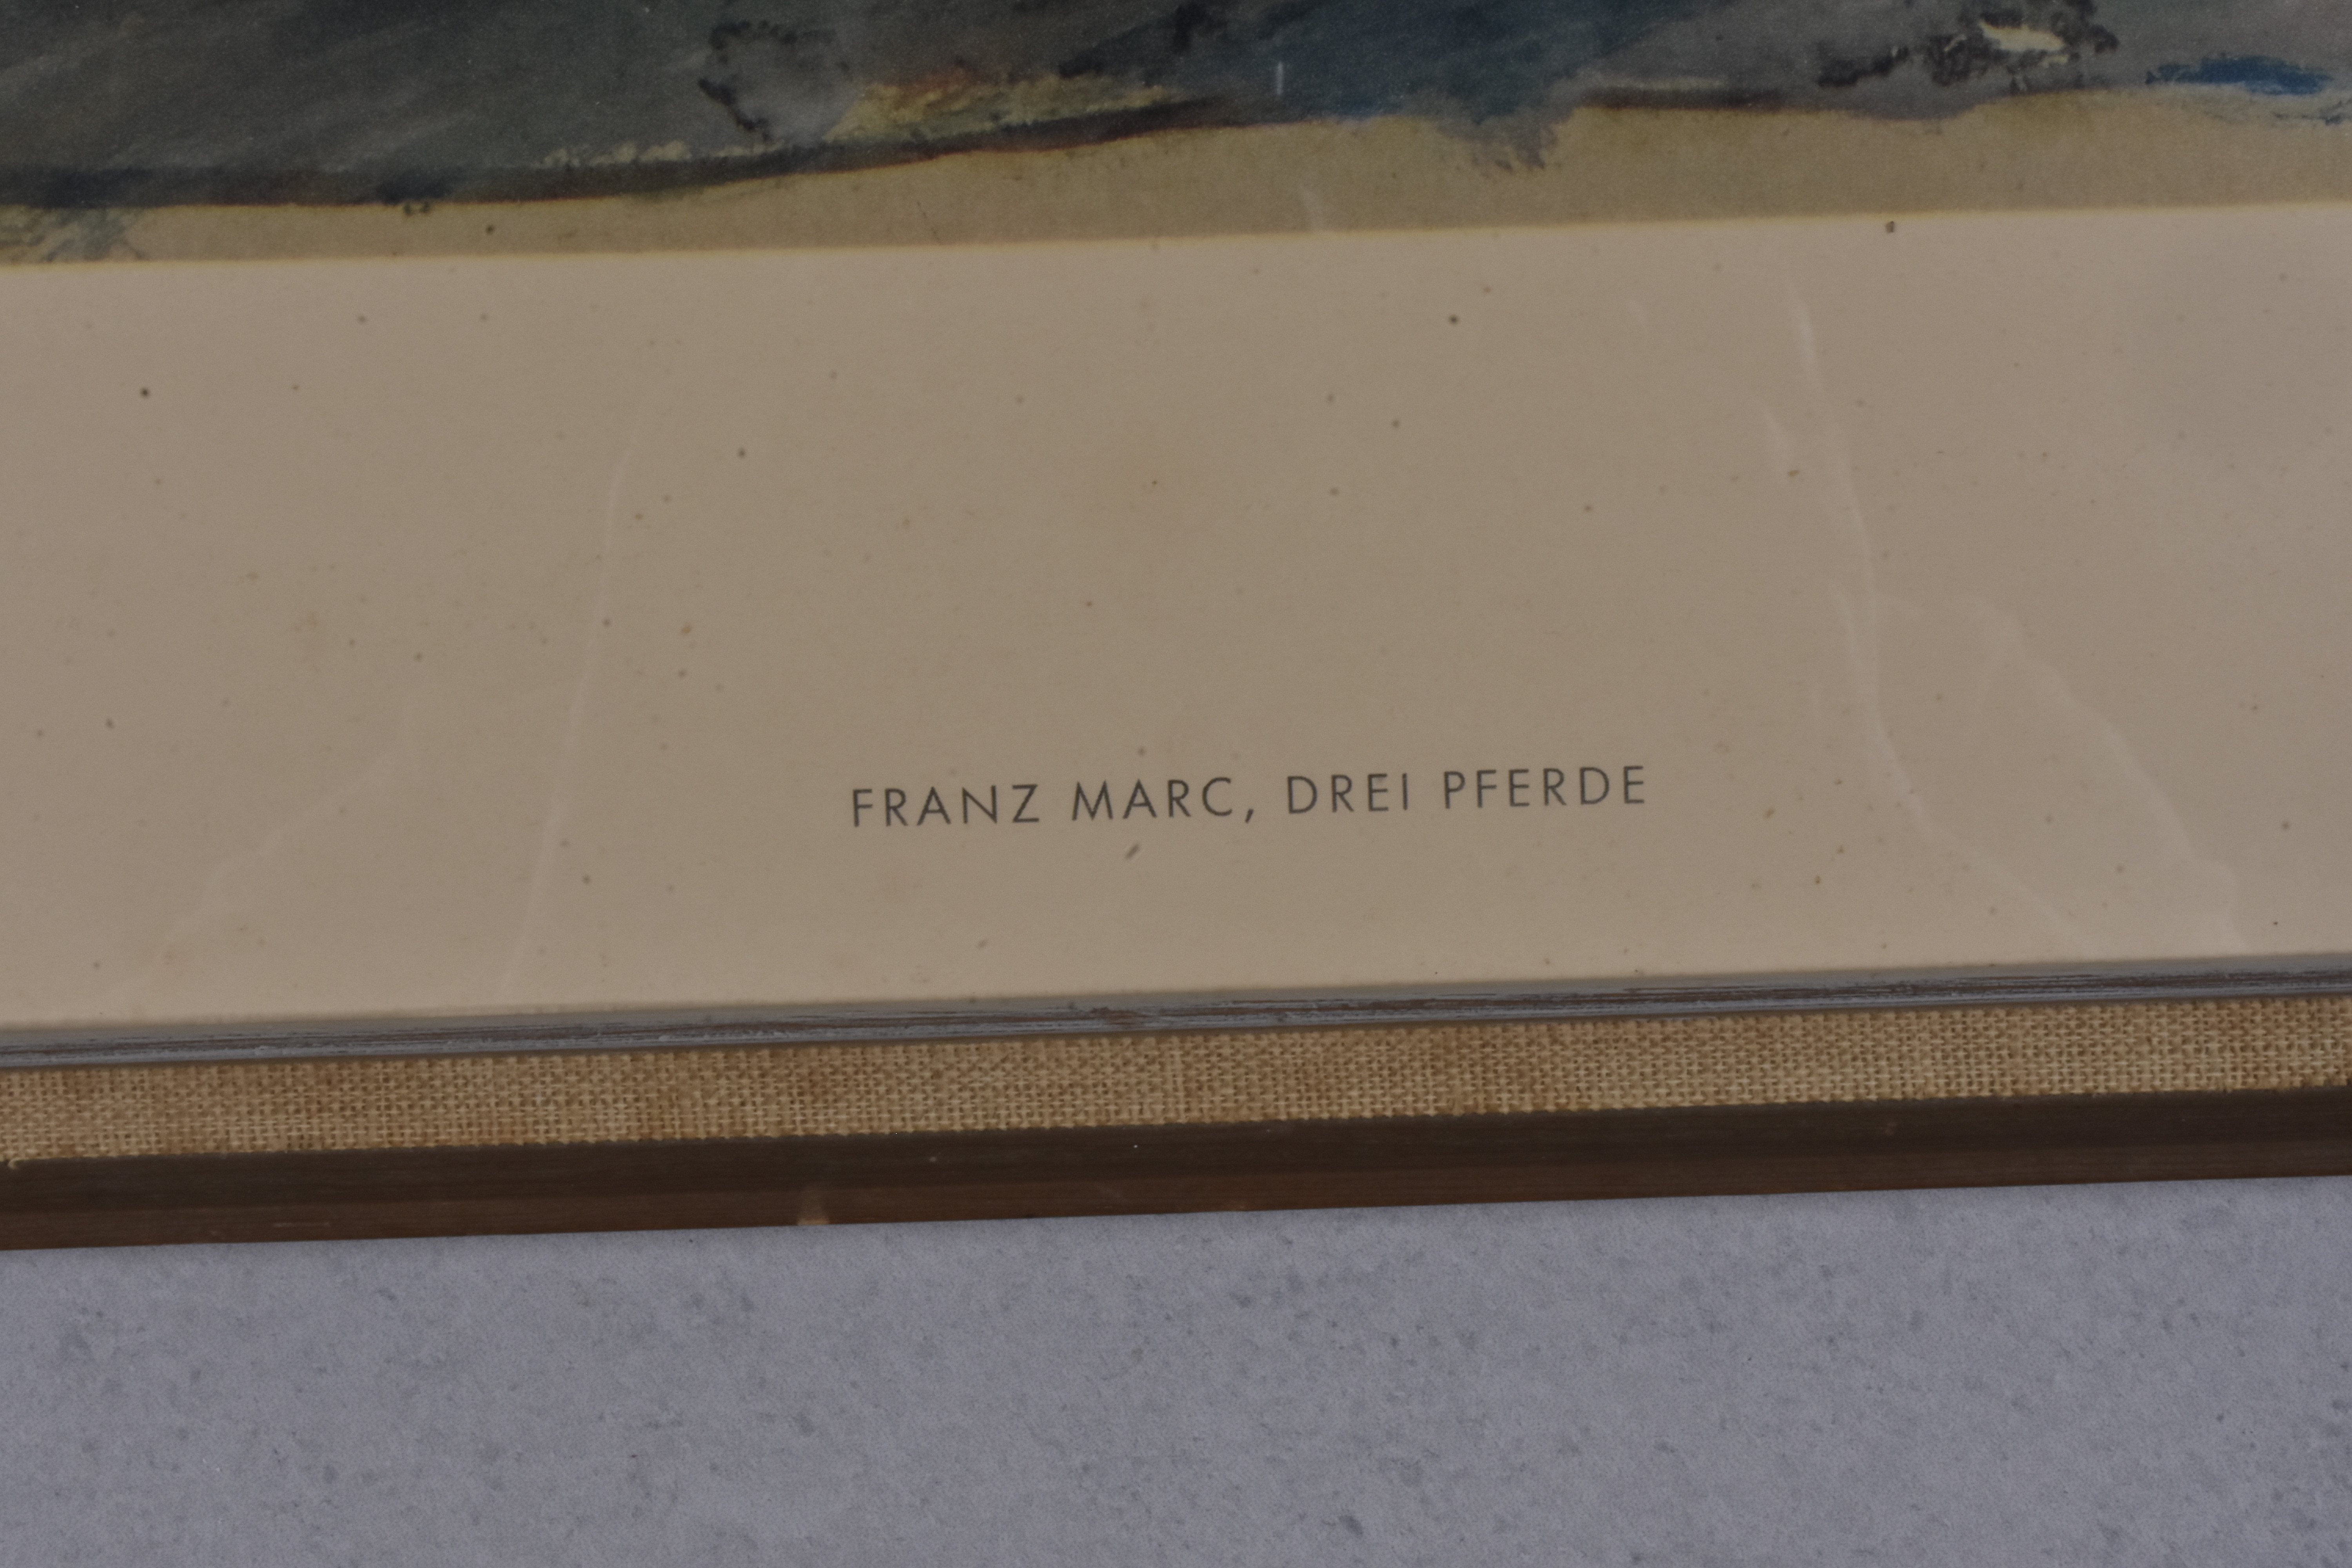 FRANZ MARC, DREI PFERDE